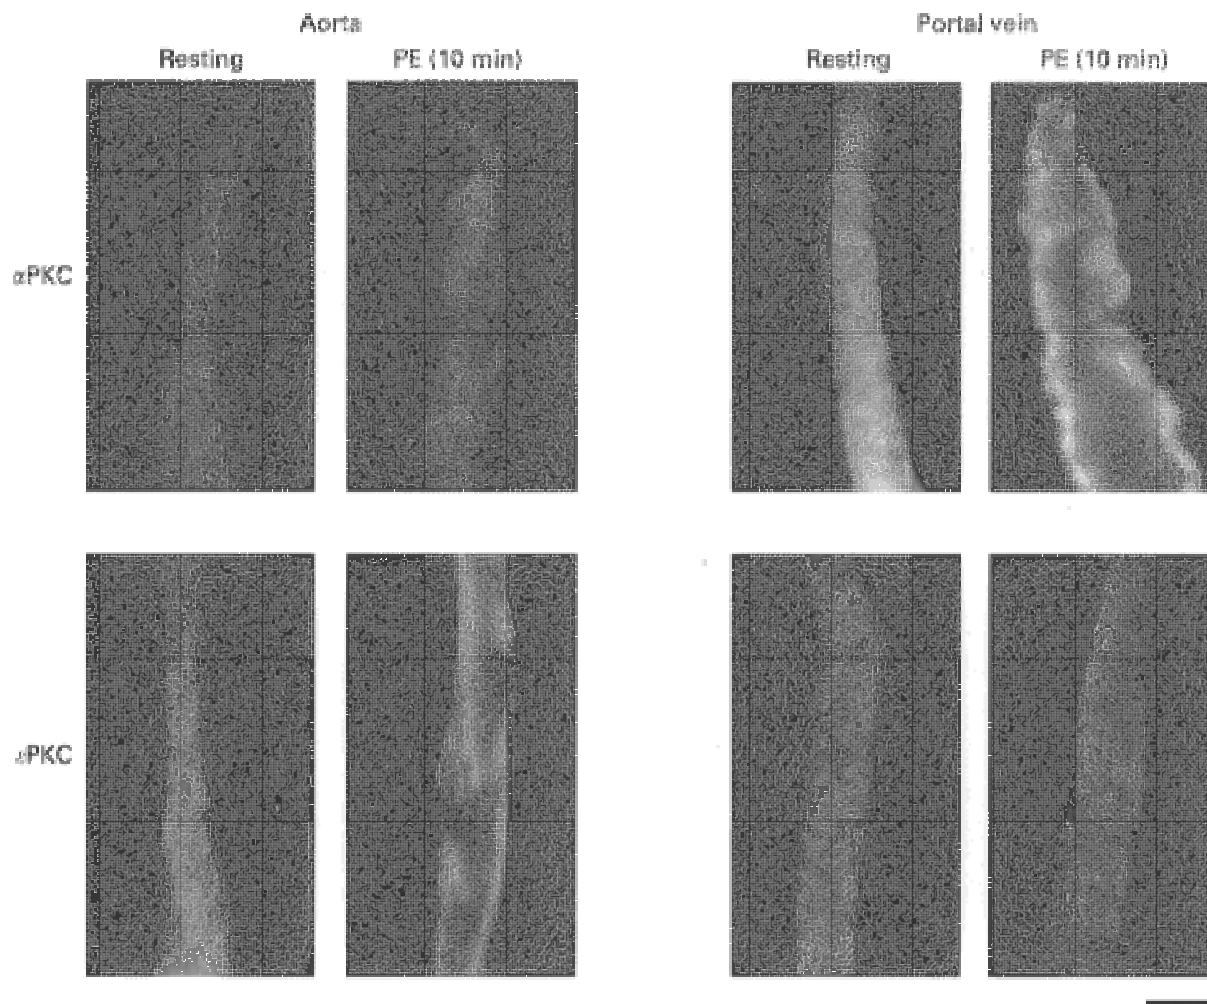 Aorta
Portal vein
Resting
PE (10 min)
Resting
PE (10 min)
αPKC
εPKC